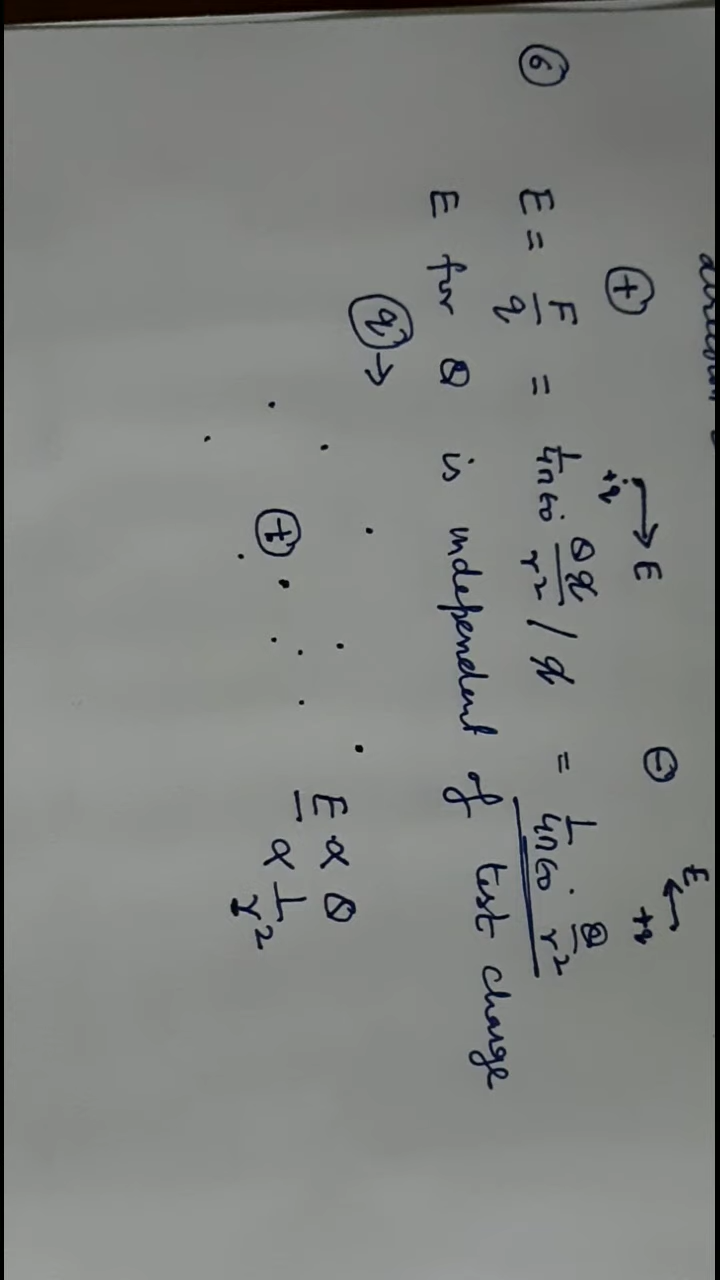 +q E
E +q
⑥ E = F/q = 1/4πε0 · Qq/r² / q = 1/4πε0 · Q/r²
E for Q is independent of test charge
q →
E ∝ Q
∝ 1/r²